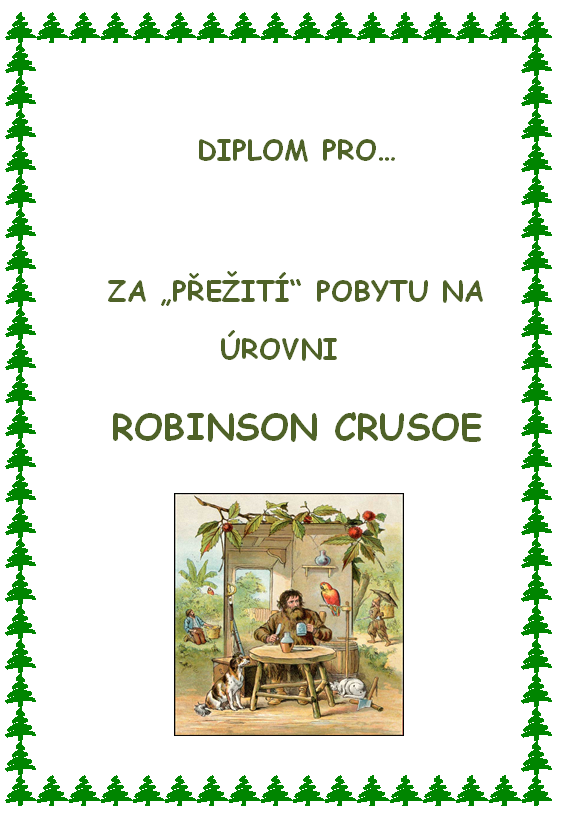 DIPLOM PRO…
ZA „PŘEŽITÍ“ POBYTU NA
ÚROVNI
ROBINSON CRUSOE